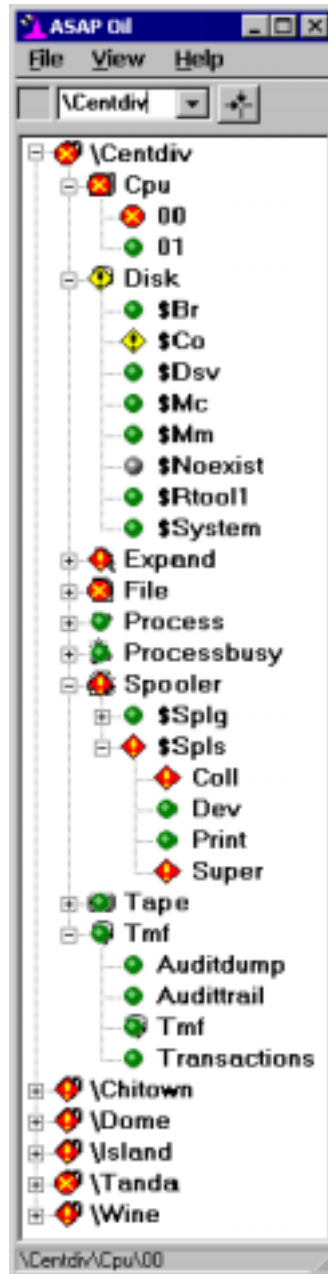 ASAP Oil
File View Help
\Centdiv
\Centdiv
Cpu
00
01
Disk
$Br
$Co
$Dsv
$Mc
$Mm
$Noexist
$Rtool1
$System
Expand
File
Process
Processbusy
Spooler
$Splg
$Spls
Coll
Dev
Print
Super
Tape
Tmf
Auditdump
Audittrail
Tmf
Transactions
\Chitown
\Dome
\Island
\Tanda
\Wine
\Centdiv\Cpu\00